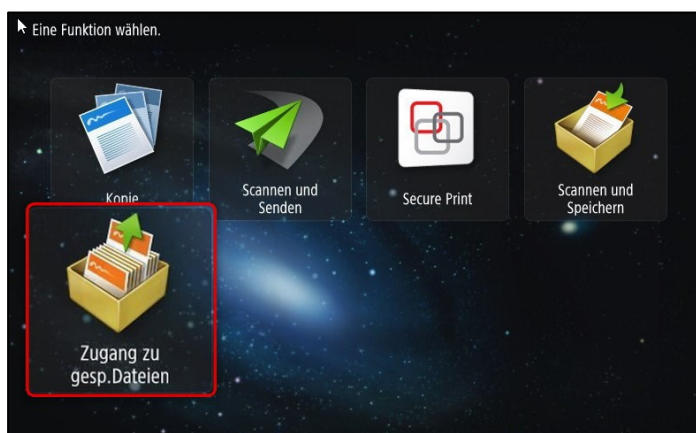 Eine Funktion wählen.
Kopie
Scannen und
Senden
Secure Print
Scannen und
Speichern
Zugang zu
gesp.Dateien